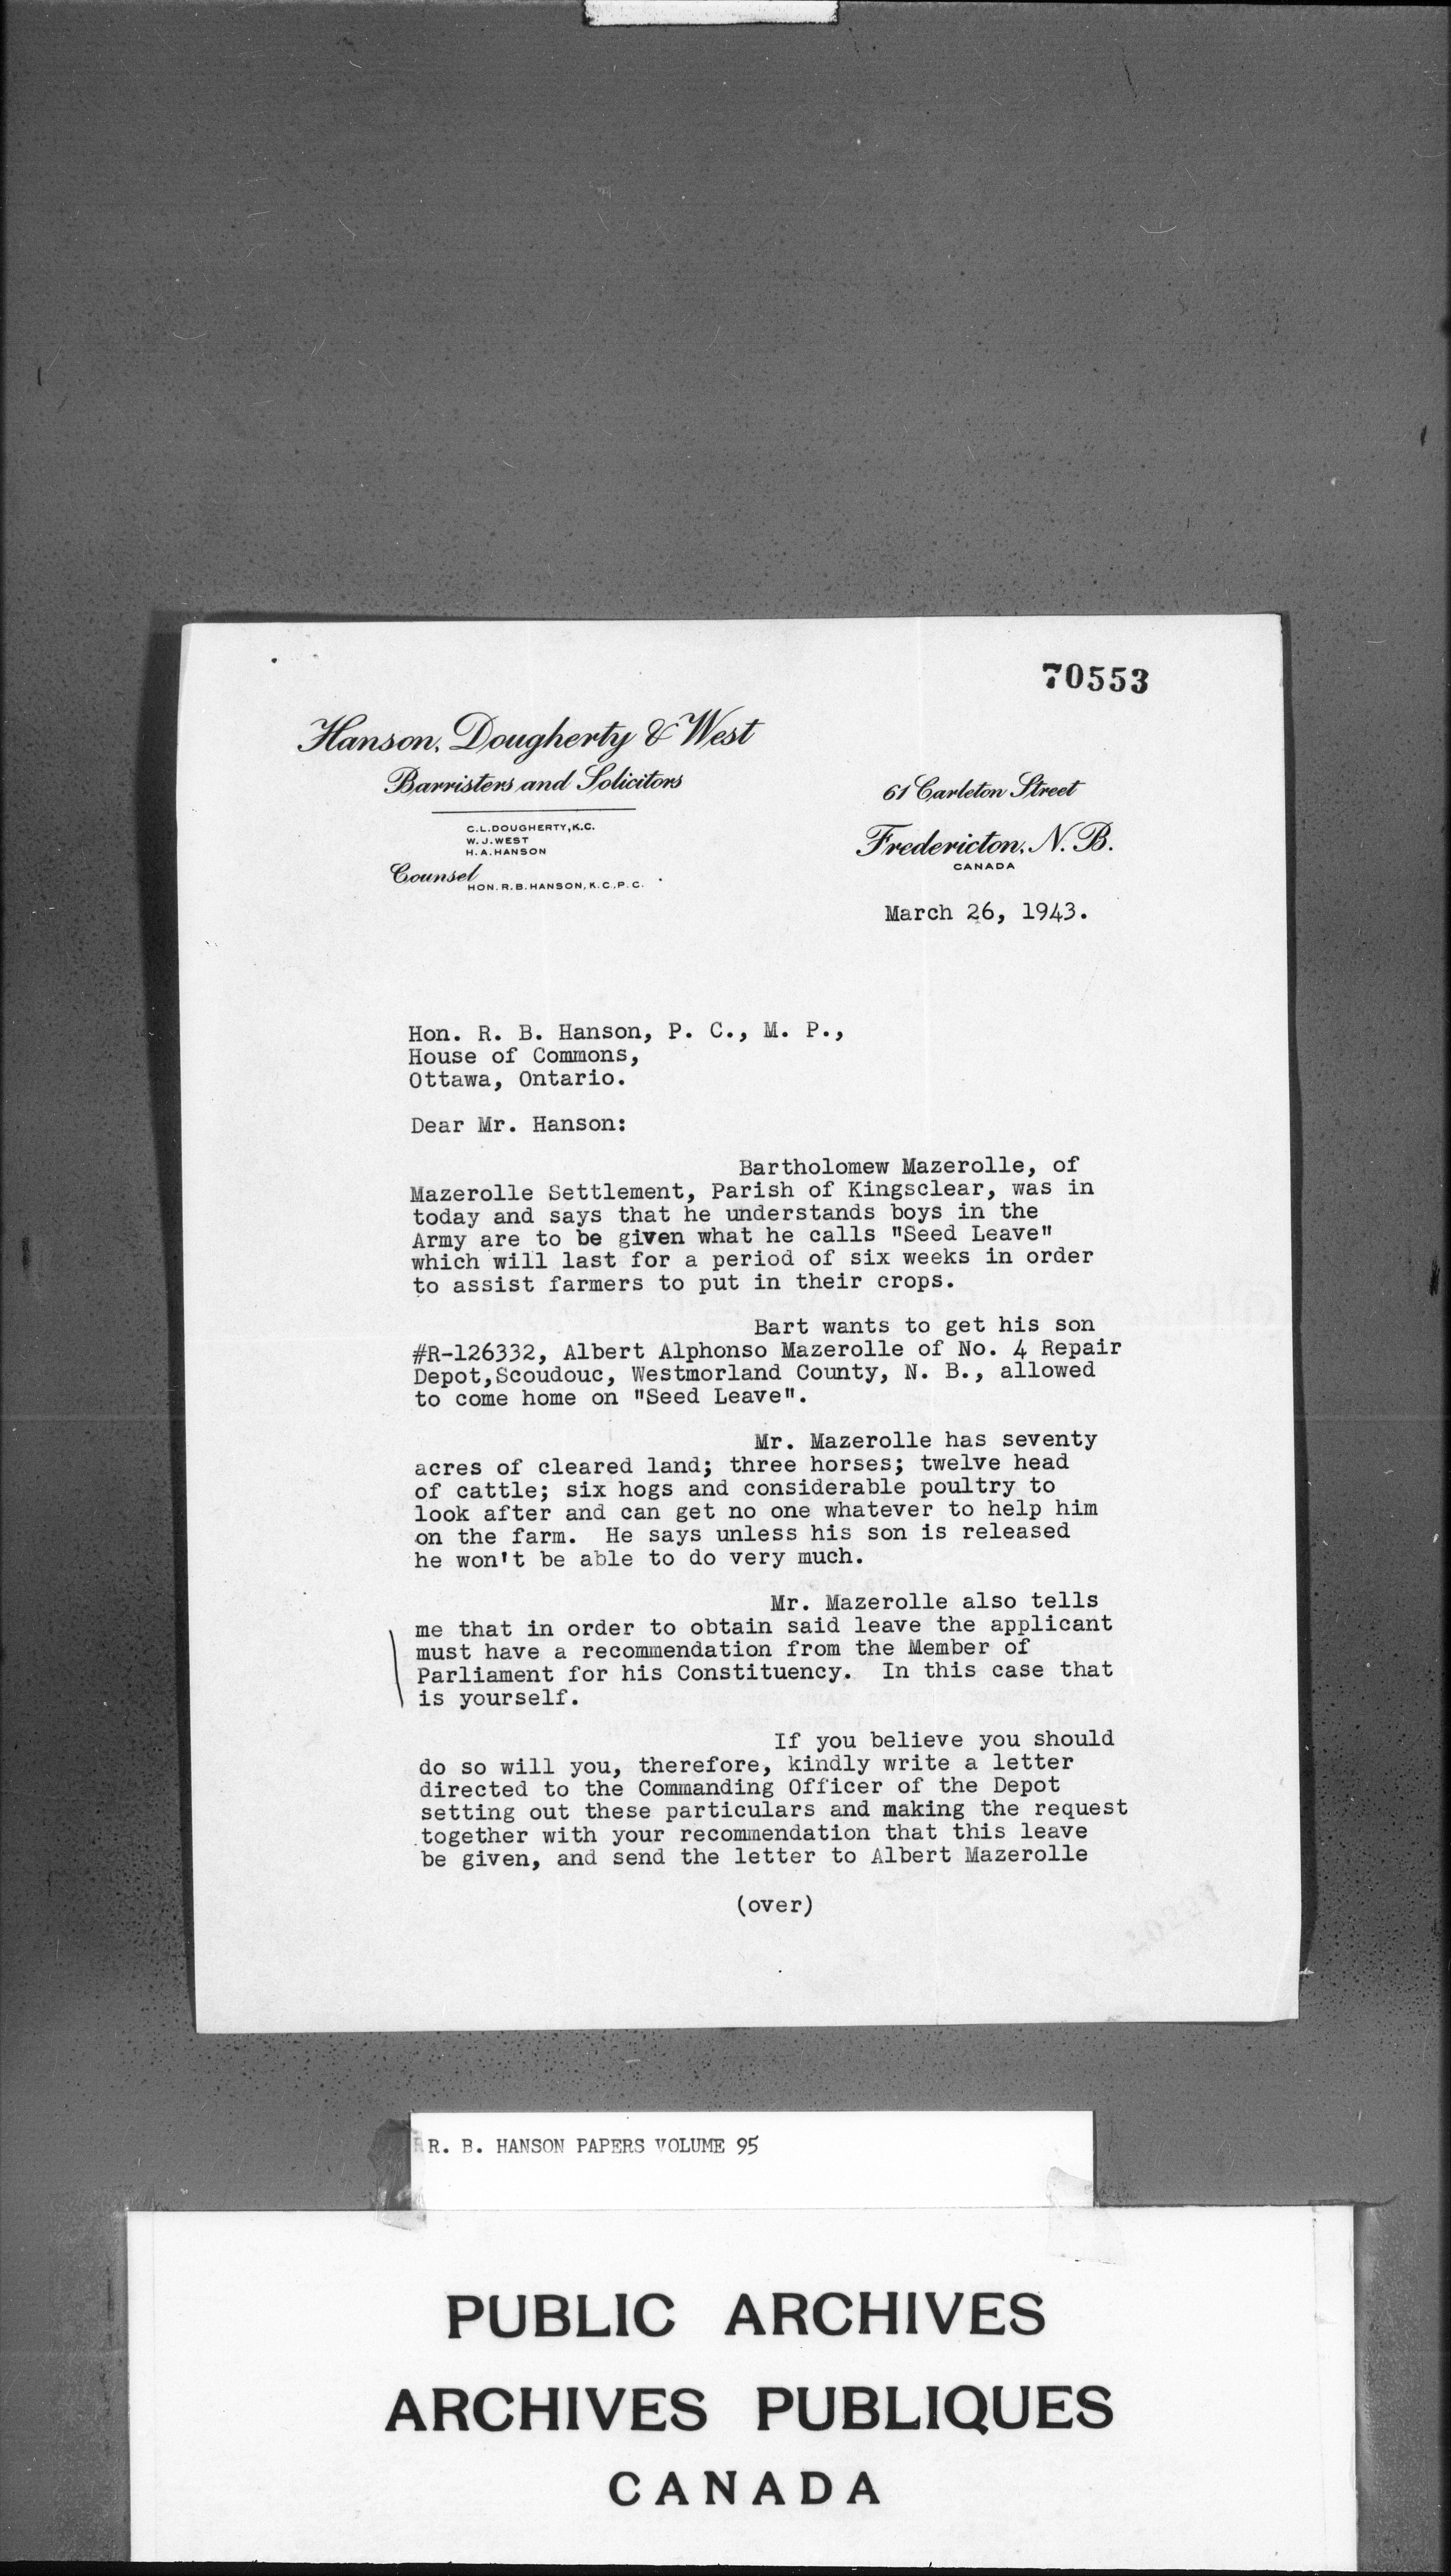 70553
Hanson, Dougherty & West
Barristers and Solicitors
C.L.DOUGHERTY, K.C.
W.J.WEST
H.A.HANSON
Counsel
HON. R. B. HANSON, K.C., P.C.
61 Carleton Street
Fredericton, N. B.
CANADA
March 26, 1943.
Hon. R. B. Hanson, P. C., M. P.,
House of Commons,
Ottawa, Ontario.
Dear Mr. Hanson:
Bartholomew Mazerolle, of
Mazerolle Settlement, Parish of Kingsclear, was in
today and says that he understands boys in the
Army are to be given what he calls "Seed Leave"
which will last for a period of six weeks in order
to assist farmers to put in their crops.
Bart wants to get his son
#R-126332, Albert Alphonso Mazerolle of No. 4 Repair
Depot,Scoudouc, Westmorland County, N. B., allowed
to come home on "Seed Leave".
Mr. Mazerolle has seventy
acres of cleared land; three horses; twelve head
of cattle; six hogs and considerable poultry to
look after and can get no one whatever to help him
on the farm. He says unless his son is released
he won't be able to do very much.
Mr. Mazerolle also tells
me that in order to obtain said leave the applicant
must have a recommendation from the Member of
Parliament for his Constituency. In this case that
is yourself.
If you believe you should
do so will you, therefore, kindly write a letter
directed to the Commanding Officer of the Depot
setting out these particulars and making the request
together with your recommendation that this leave
be given, and send the letter to Albert Mazerolle
(over)
R. B. HANSON PAPERS VOLUME 95
PUBLIC ARCHIVES
ARCHIVES PUBLIQUES
CANADA